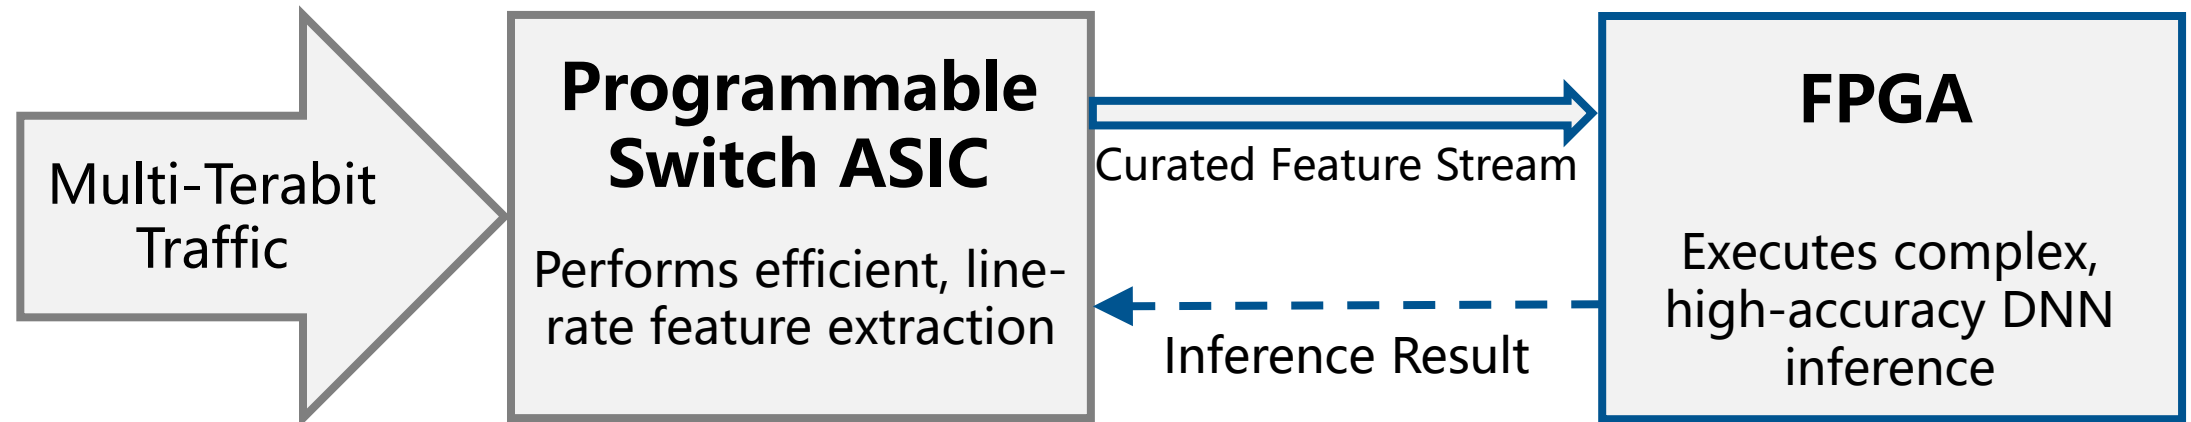 Multi-Terabit
Traffic
Programmable
Switch ASIC
Performs efficient, line-
rate feature extraction
Curated Feature Stream
Inference Result
FPGA
Executes complex,
high-accuracy DNN
inference